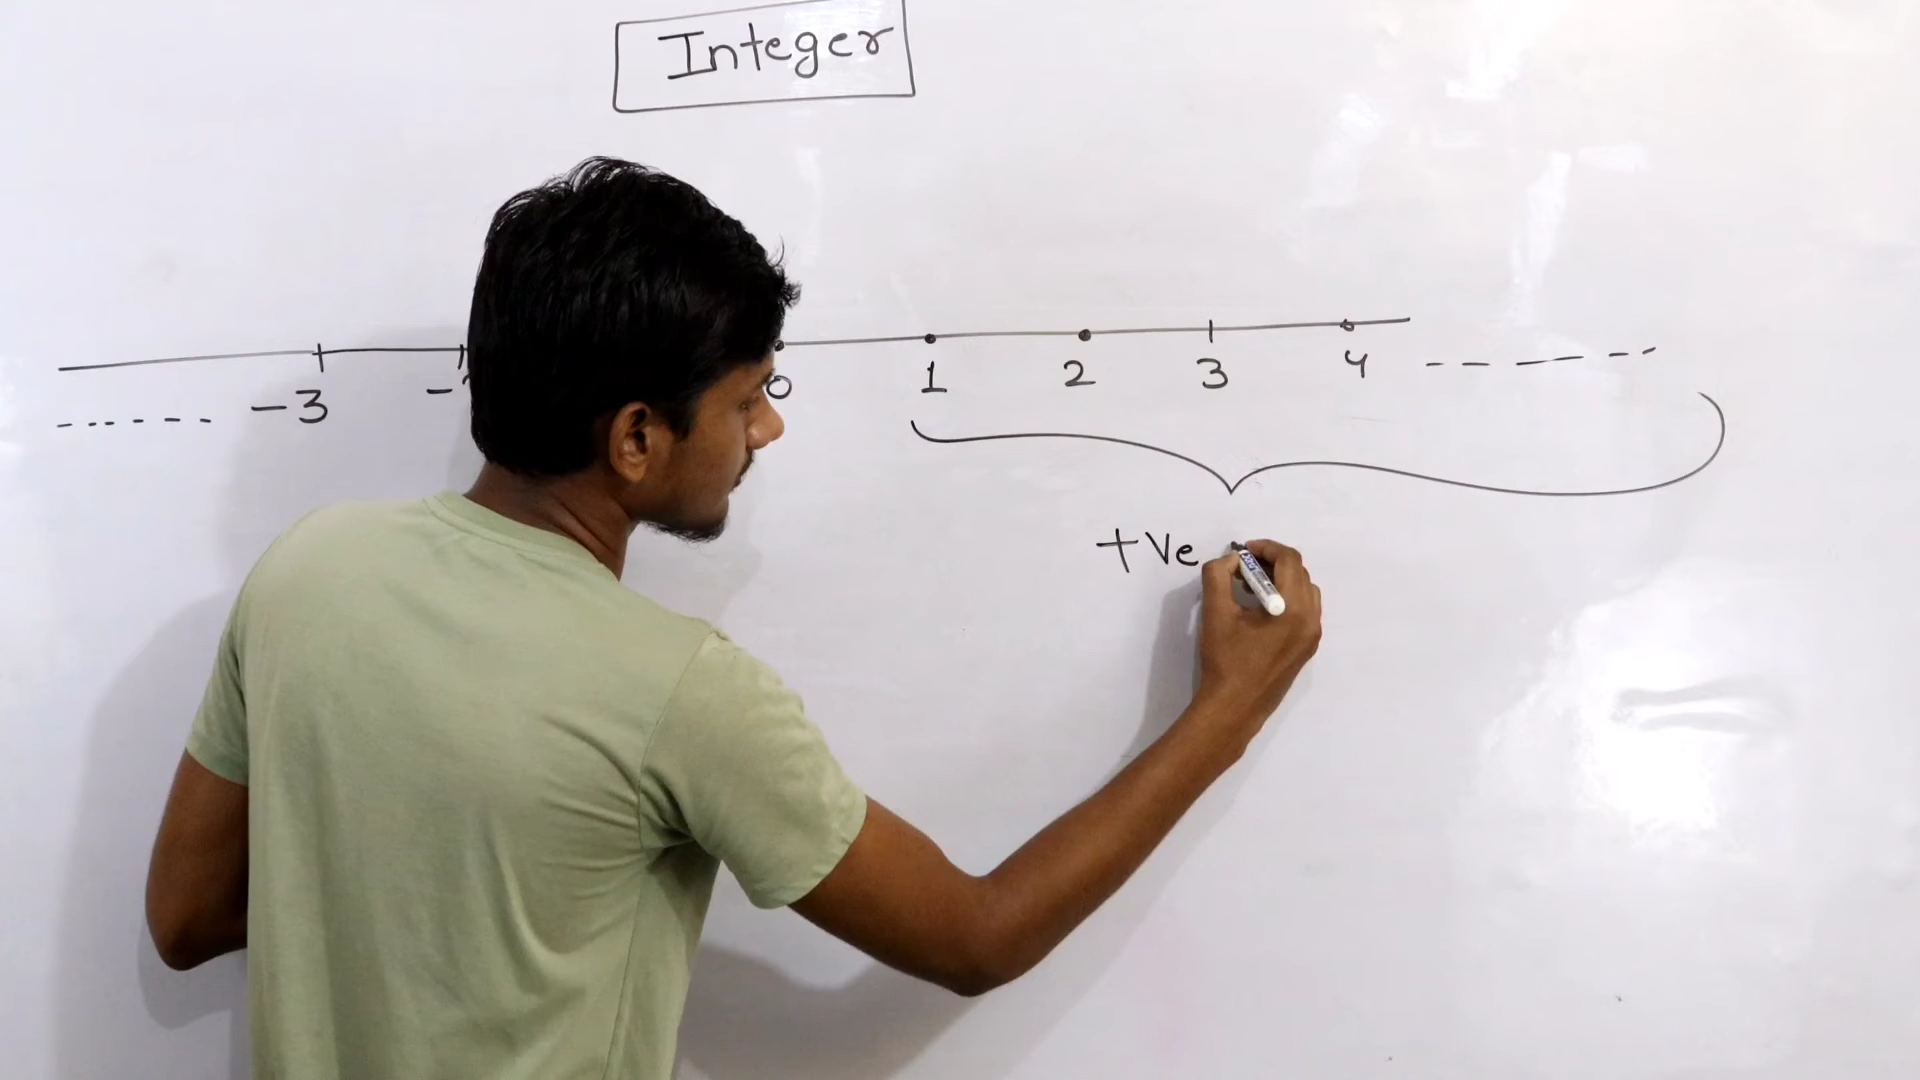 Integer
-3 - 0 1 2 3 4 -- — --
...... 
+ve